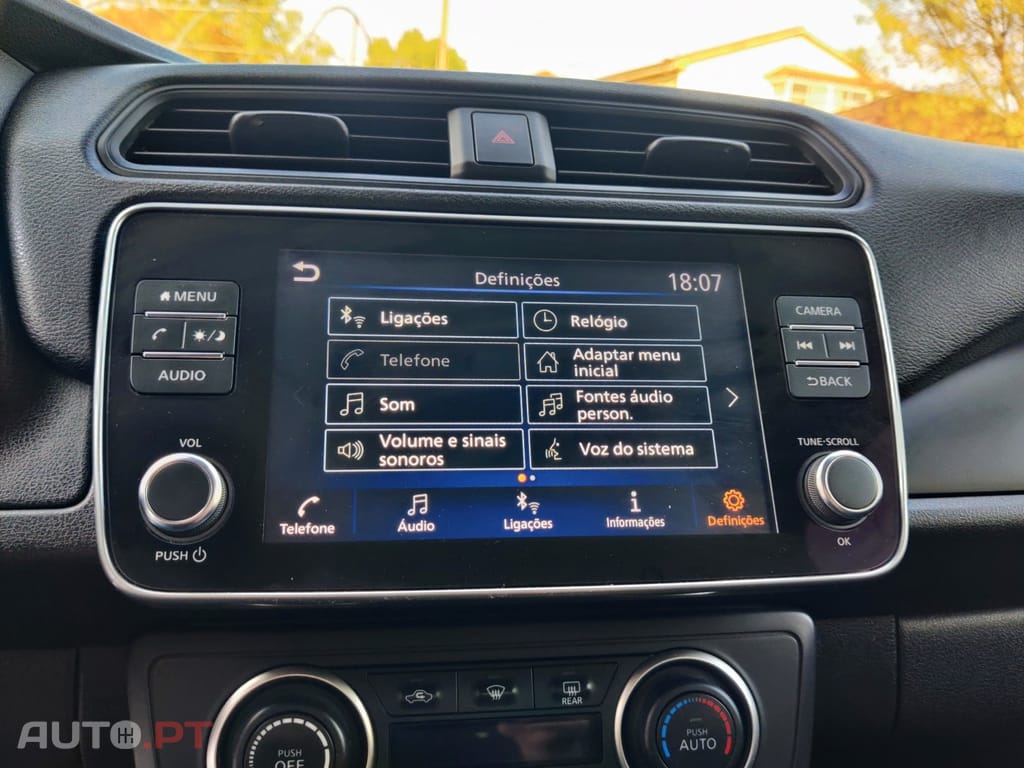 Definições 18:07
MENU
AUDIO
VOL
PUSH
Ligações
Relógio
Telefone
Adaptar menu
inicial
Som
Fontes áudio
person.
Volume e sinais
sonoros
Voz do sistema
Telefone
Áudio
Ligações
Informações
Definições
CAMERA
BACK
TUNE·SCROLL
OK
REAR
PUSH
OFF
PUSH
AUTO
AUTO.PT